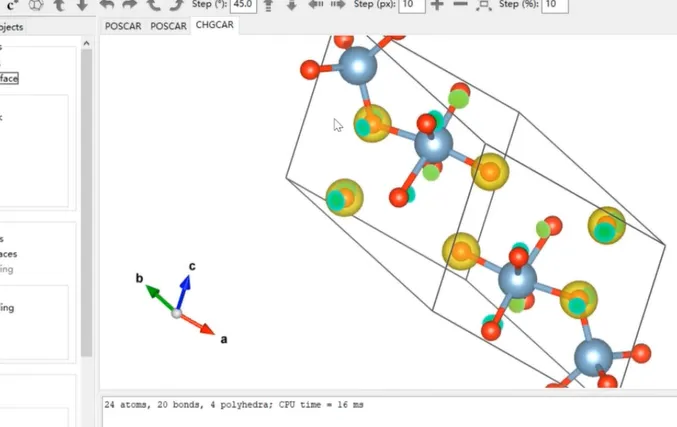 Step (°): 45.0 Step (px): 10 Step (%): 10
bjects
POSCAR POSCAR CHGCAR
face
aces
ing
ing
c
b
a
24 atoms, 20 bonds, 4 polyhedra; CPU time = 16 ms